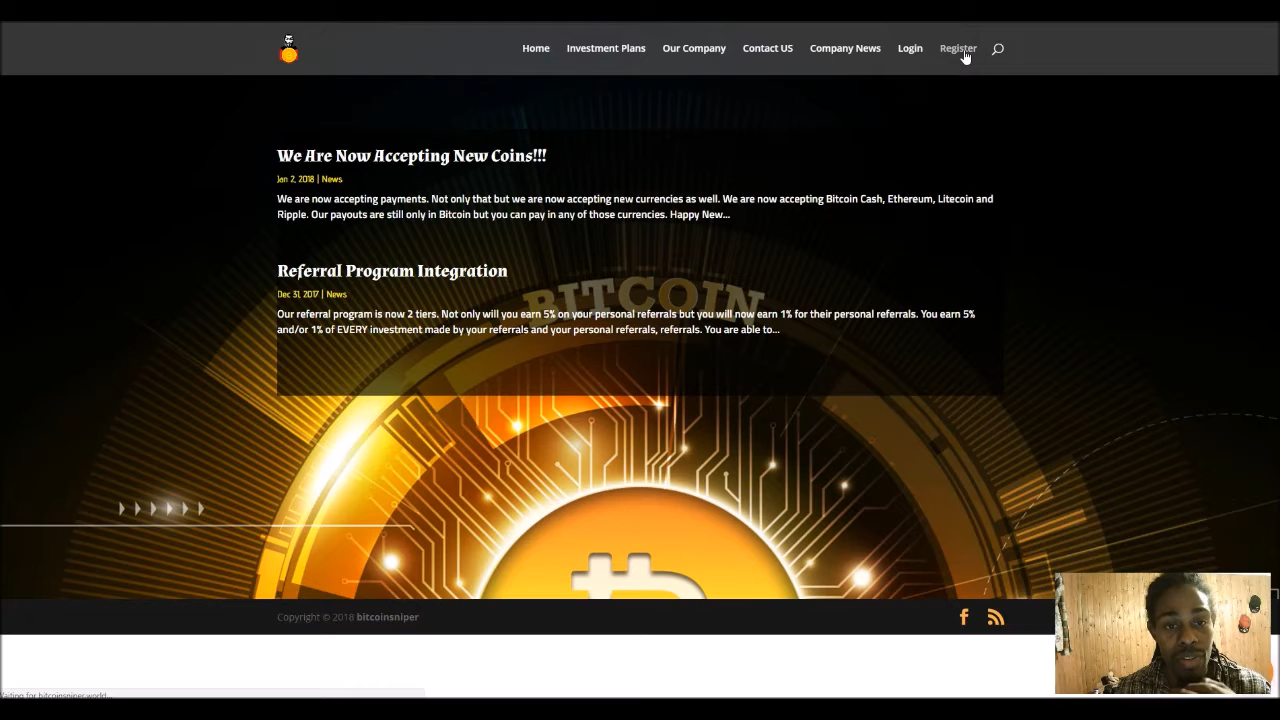 Home Investment Plans Our Company Contact US Company News Login Register
We Are Now Accepting New Coins!!!
Jan 2, 2018 | News
We are now accepting payments. Not only that but we are now accepting new currencies as well. We are now accepting Bitcoin Cash, Ethereum, Litecoin and
Ripple. Our payouts are still only in Bitcoin but you can pay in any of those currencies. Happy New...
Referral Program Integration
Dec 31, 2017 | News
BITCOIN
Our referral program is now 2 tiers. Not only will you earn 5% on your personal referrals but you will now earn 1% for their personal referrals. You earn 5%
and/or 1% of EVERY investment made by your referrals and your personal referrals, referrals. You are able to...
Copyright © 2018 bitcoinsniper
Waiting for bitcoinsniper.world...